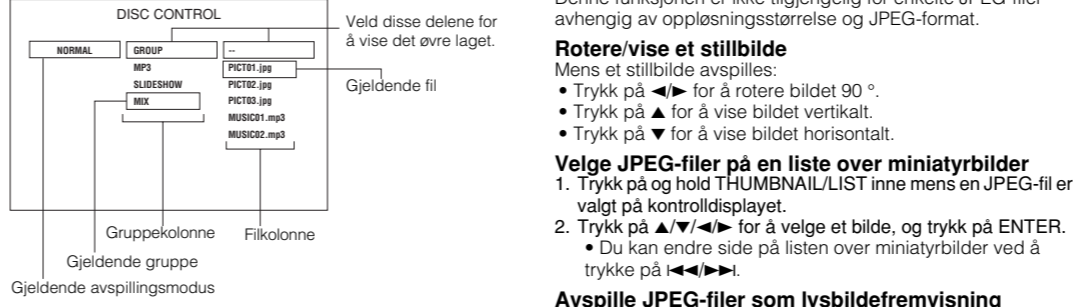 DISC CONTROL
NORMAL
GROUP
--
MP3
SLIDESHOW
MIX
PICT01.jpg
PICT02.jpg
PICT03.jpg
MUSIC01.mp3
MUSIC02.mp3
Veld disse delene for
å vise det øvre laget.
Gjeldende fil
Gruppekolonne
Filkolonne
Gjeldende gruppe
Gjeldende avspillingsmodus
Denne funksjonen er ikke tilgjengelig for enkelte JPEG-filer
avhengig av oppløsningsstørrelse og JPEG-format.
Rotere/vise et stillbilde
Mens et stillbilde avspilles:
• Trykk på ◄/► for å rotere bildet 90 °.
• Trykk på ▲ for å vise bildet vertikalt.
• Trykk på ▼ for å vise bildet horisontalt.
Velge JPEG-filer på en liste over miniatyrbilder
1. Trykk på og hold THUMBNAIL/LIST inne mens en JPEG-fil er
valgt på kontrolldisplayet.
2. Trykk på ▲/▼/◄/► for å velge et bilde, og trykk på ENTER.
• Du kan endre side på listen over miniatyrbilder ved å
trykke på I◄◄/►►I.
Avspille JPEG-filer som lysbildefremvisning